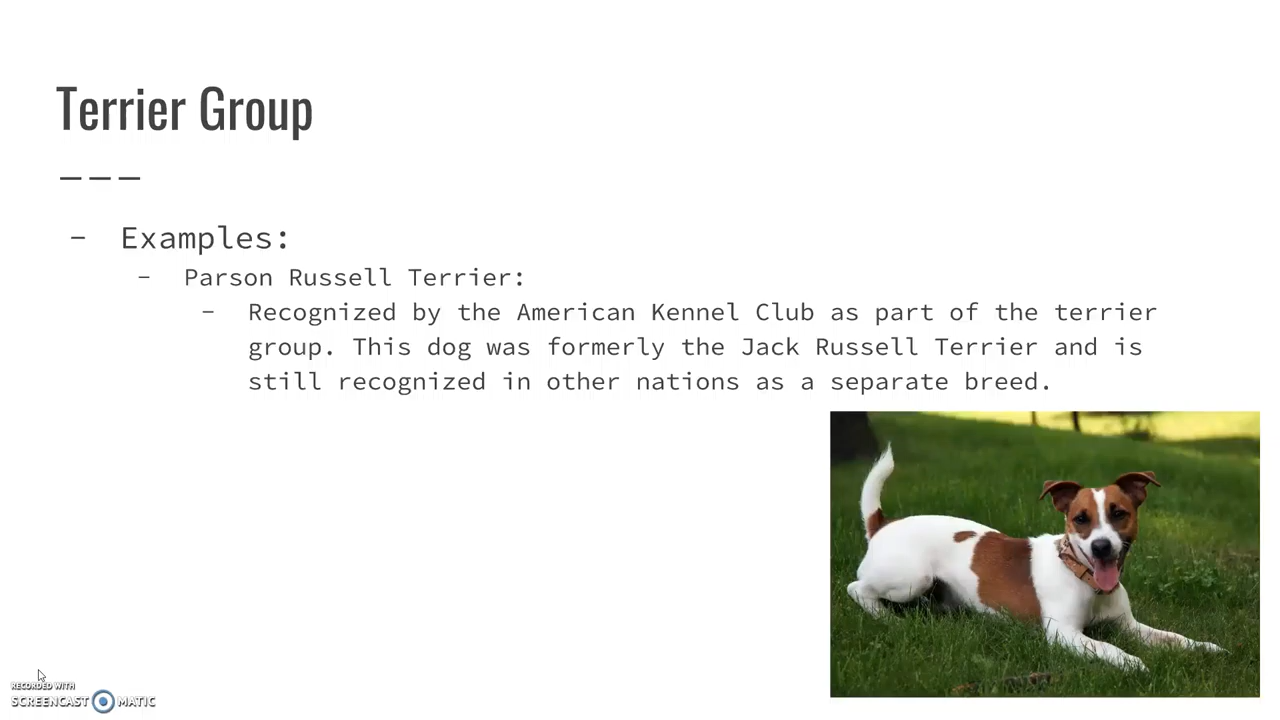 Terrier Group
– Examples:
– Parson Russell Terrier:
– Recognized by the American Kennel Club as part of the terrier
group. This dog was formerly the Jack Russell Terrier and is
still recognized in other nations as a separate breed.
RECORDED WITH
SCREENCAST MATIC